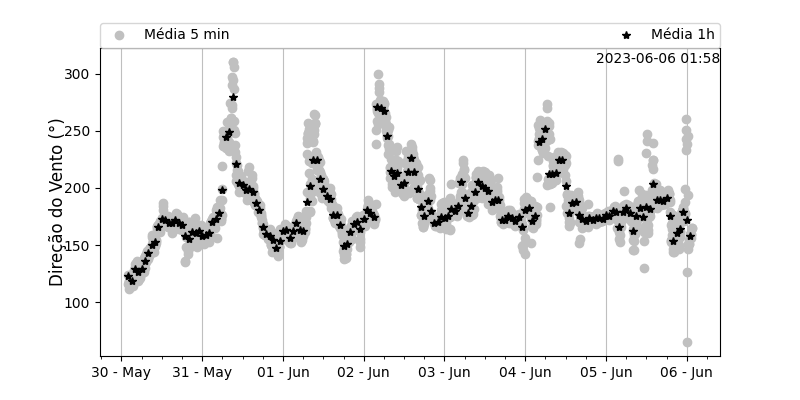 Média 5 min
Média 1h
2023-06-06 01:58
Direção do Vento (°)
300
250
200
150
100
30 - May
31 - May
01 - Jun
02 - Jun
03 - Jun
04 - Jun
05 - Jun
06 - Jun